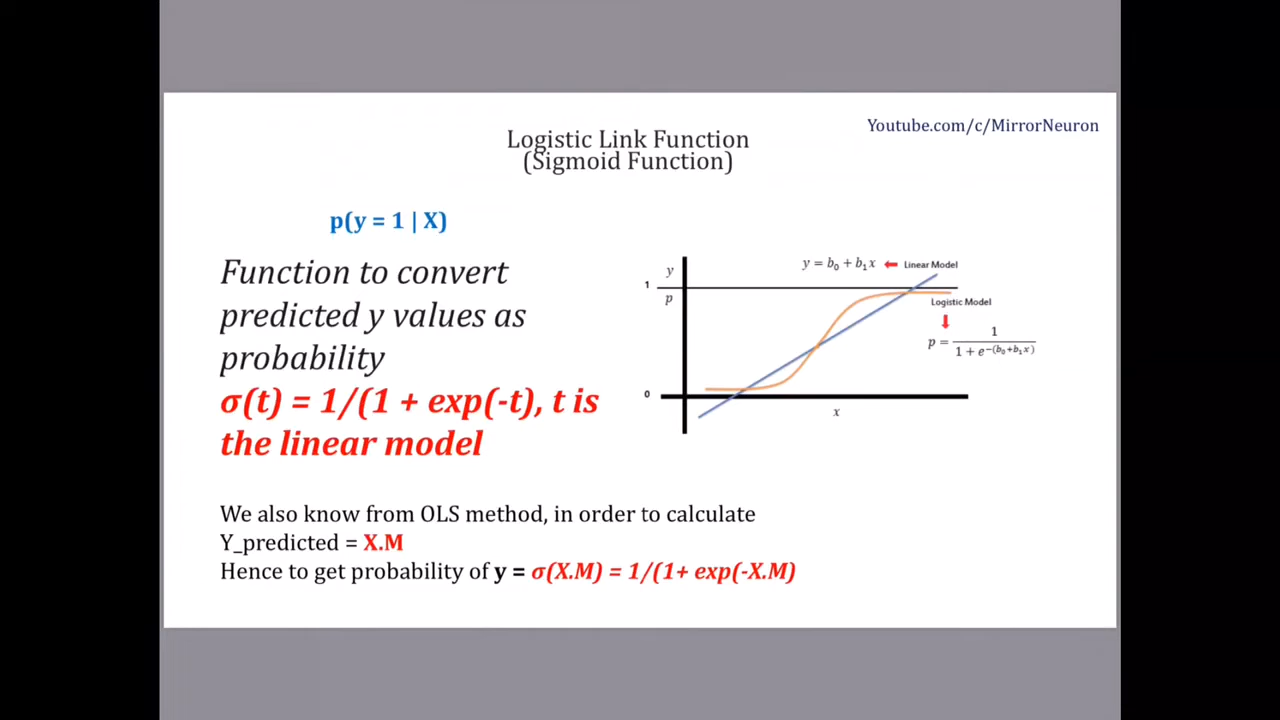 Youtube.com/c/MirrorNeuron
Logistic Link Function
(Sigmoid Function)
p(y = 1 | X)
Function to convert
predicted y values as
probability
σ(t) = 1/(1 + exp(-t), t is
the linear model
y = b₀ + b₁x
Linear Model
y
1
p
Logistic Model
p = 1 / 1 + e^-(b₀+b₁x)
0
x
We also know from OLS method, in order to calculate
Y_predicted = X.M
Hence to get probability of y = σ(X.M) = 1/(1+ exp(-X.M)